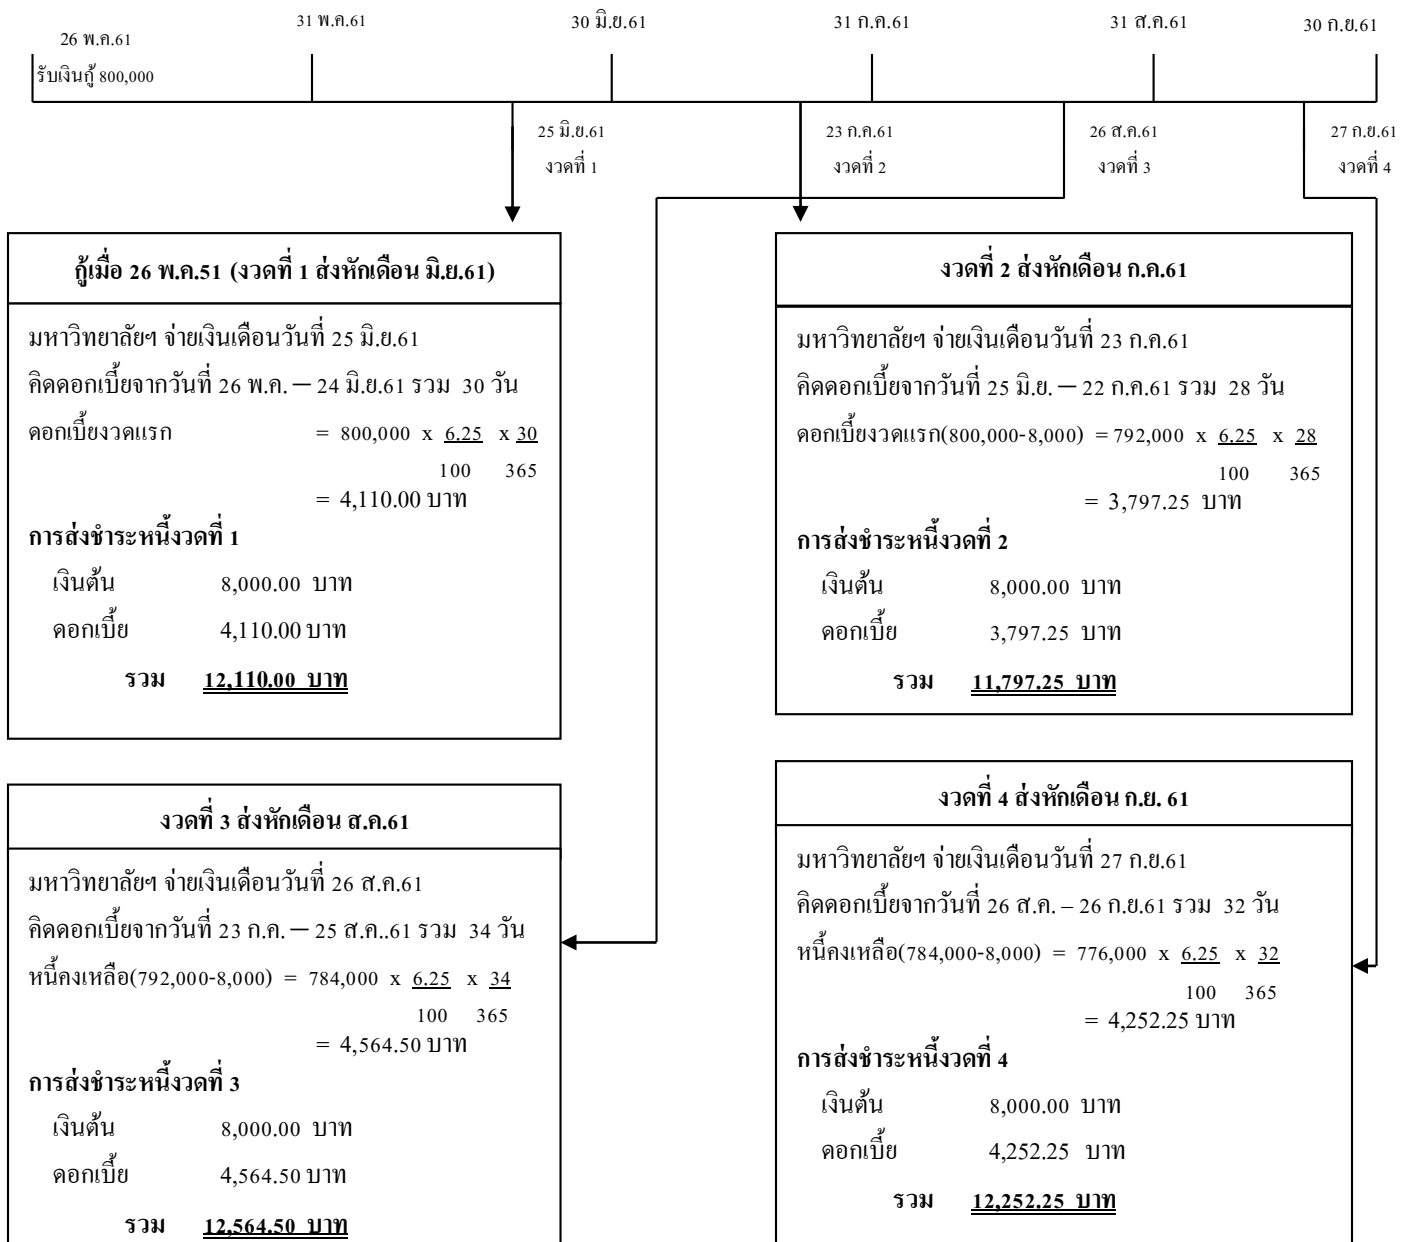 26 พ.ค.61
31 พ.ค.61
30 มิ.ย.61
31 ก.ค.61
31 ส.ค.61
30 ก.ย.61
รับเงินกู้ 800,000
25 มิ.ย.61
งวดที่ 1
23 ก.ค.61
งวดที่ 2
26 ส.ค.61
งวดที่ 3
27 ก.ย.61
งวดที่ 4
กู้เมื่อ 26 พ.ค.51 (งวดที่ 1 ส่งหักเดือน มิ.ย.61)
มหาวิทยาลัยฯ จ่ายเงินเดือนวันที่ 25 มิ.ย.61
คิดดอกเบี้ยจากวันที่ 26 พ.ค. — 24 มิ.ย.61 รวม 30 วัน
ดอกเบี้ยงวดแรก = 800,000 x 6.25 x 30
100 365
= 4,110.00 บาท
การส่งชำระหนี้งวดที่ 1
เงินต้น 8,000.00 บาท
ดอกเบี้ย 4,110.00 บาท
รวม 12,110.00 บาท
งวดที่ 2 ส่งหักเดือน ก.ค.61
มหาวิทยาลัยฯ จ่ายเงินเดือนวันที่ 23 ก.ค.61
คิดดอกเบี้ยจากวันที่ 25 มิ.ย. — 22 ก.ค.61 รวม 28 วัน
ดอกเบี้ยงวดแรก(800,000-8,000) = 792,000 x 6.25 x 28
100 365
= 3,797.25 บาท
การส่งชำระหนี้งวดที่ 2
เงินต้น 8,000.00 บาท
ดอกเบี้ย 3,797.25 บาท
รวม 11,797.25 บาท
งวดที่ 3 ส่งหักเดือน ส.ค.61
มหาวิทยาลัยฯ จ่ายเงินเดือนวันที่ 26 ส.ค.61
คิดดอกเบี้ยจากวันที่ 23 ก.ค. — 25 ส.ค..61 รวม 34 วัน
หนี้คงเหลือ(792,000-8,000) = 784,000 x 6.25 x 34
100 365
= 4,564.50 บาท
การส่งชำระหนี้งวดที่ 3
เงินต้น 8,000.00 บาท
ดอกเบี้ย 4,564.50 บาท
รวม 12,564.50 บาท
งวดที่ 4 ส่งหักเดือน ก.ย. 61
มหาวิทยาลัยฯ จ่ายเงินเดือนวันที่ 27 ก.ย.61
คิดดอกเบี้ยจากวันที่ 26 ส.ค. – 26 ก.ย.61 รวม 32 วัน
หนี้คงเหลือ(784,000-8,000) = 776,000 x 6.25 x 32
100 365
= 4,252.25 บาท
การส่งชำระหนี้งวดที่ 4
เงินต้น 8,000.00 บาท
ดอกเบี้ย 4,252.25 บาท
รวม 12,252.25 บาท